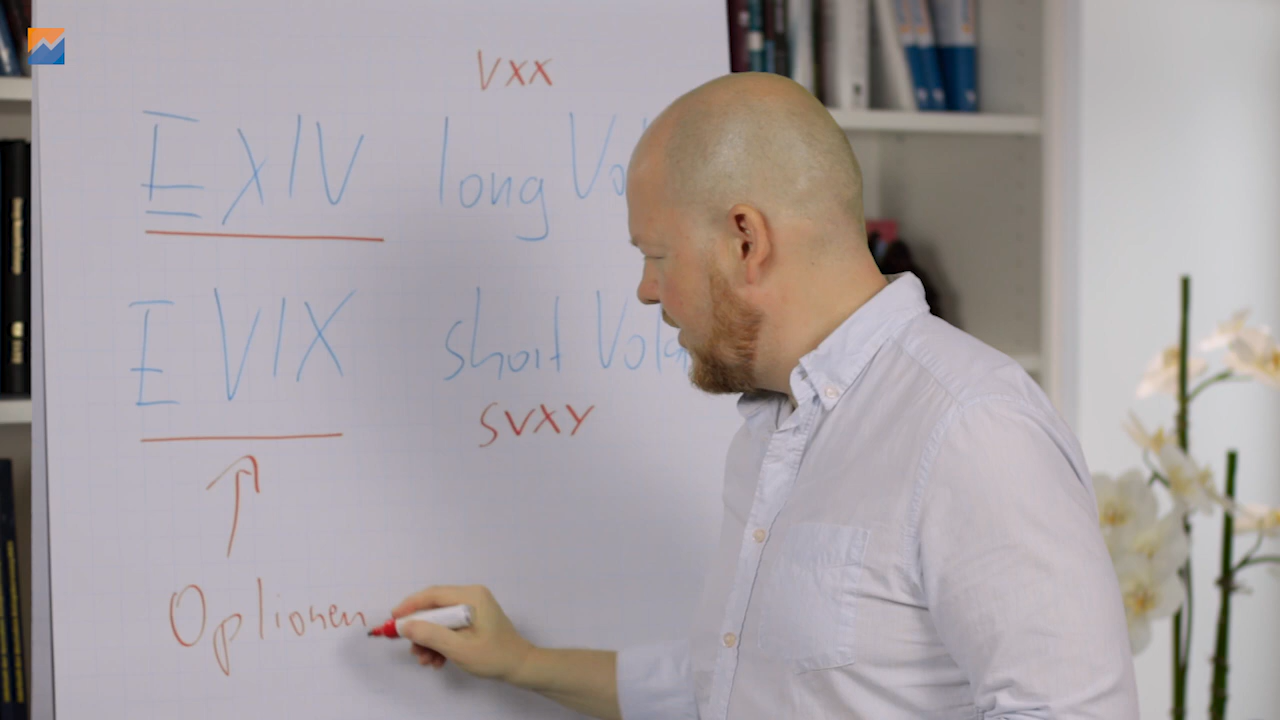 VXX
EXIV long Vo
EVIX short Vola
SVXY
Optionen